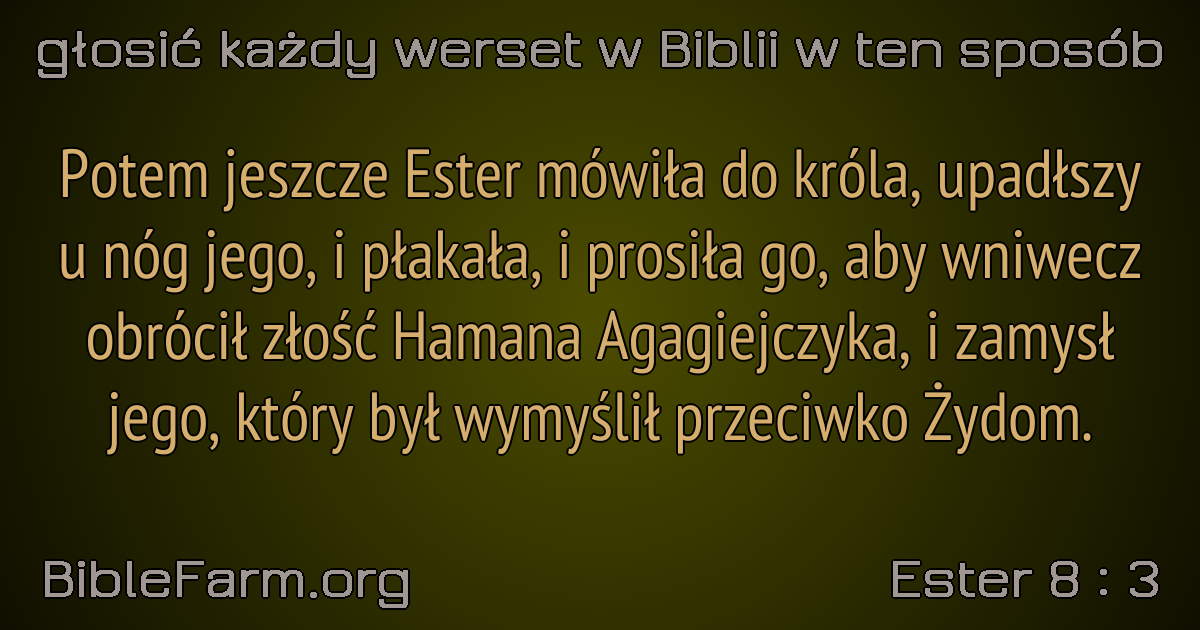 głosić każdy werset w Biblii w ten sposób
Potem jeszcze Ester mówiła do króla, upadłszy
u nóg jego, i płakała, i prosiła go, aby wniwecz
obrócił złość Hamana Agagiejczyka, i zamysł
jego, który był wymyślił przeciwko Żydom.
BibleFarm.org
Ester 8 : 3